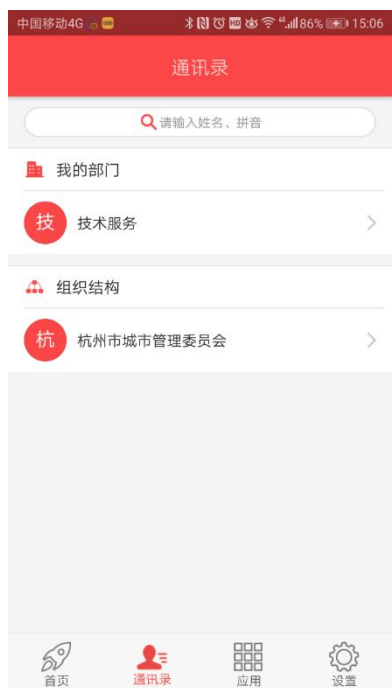 中国移动4G HD 46 86% 15:06
通讯录
请输入姓名、拼音
我的部门
技 技术服务
组织结构
杭 杭州市城市管理委员会
首页 通讯录 应用 设置